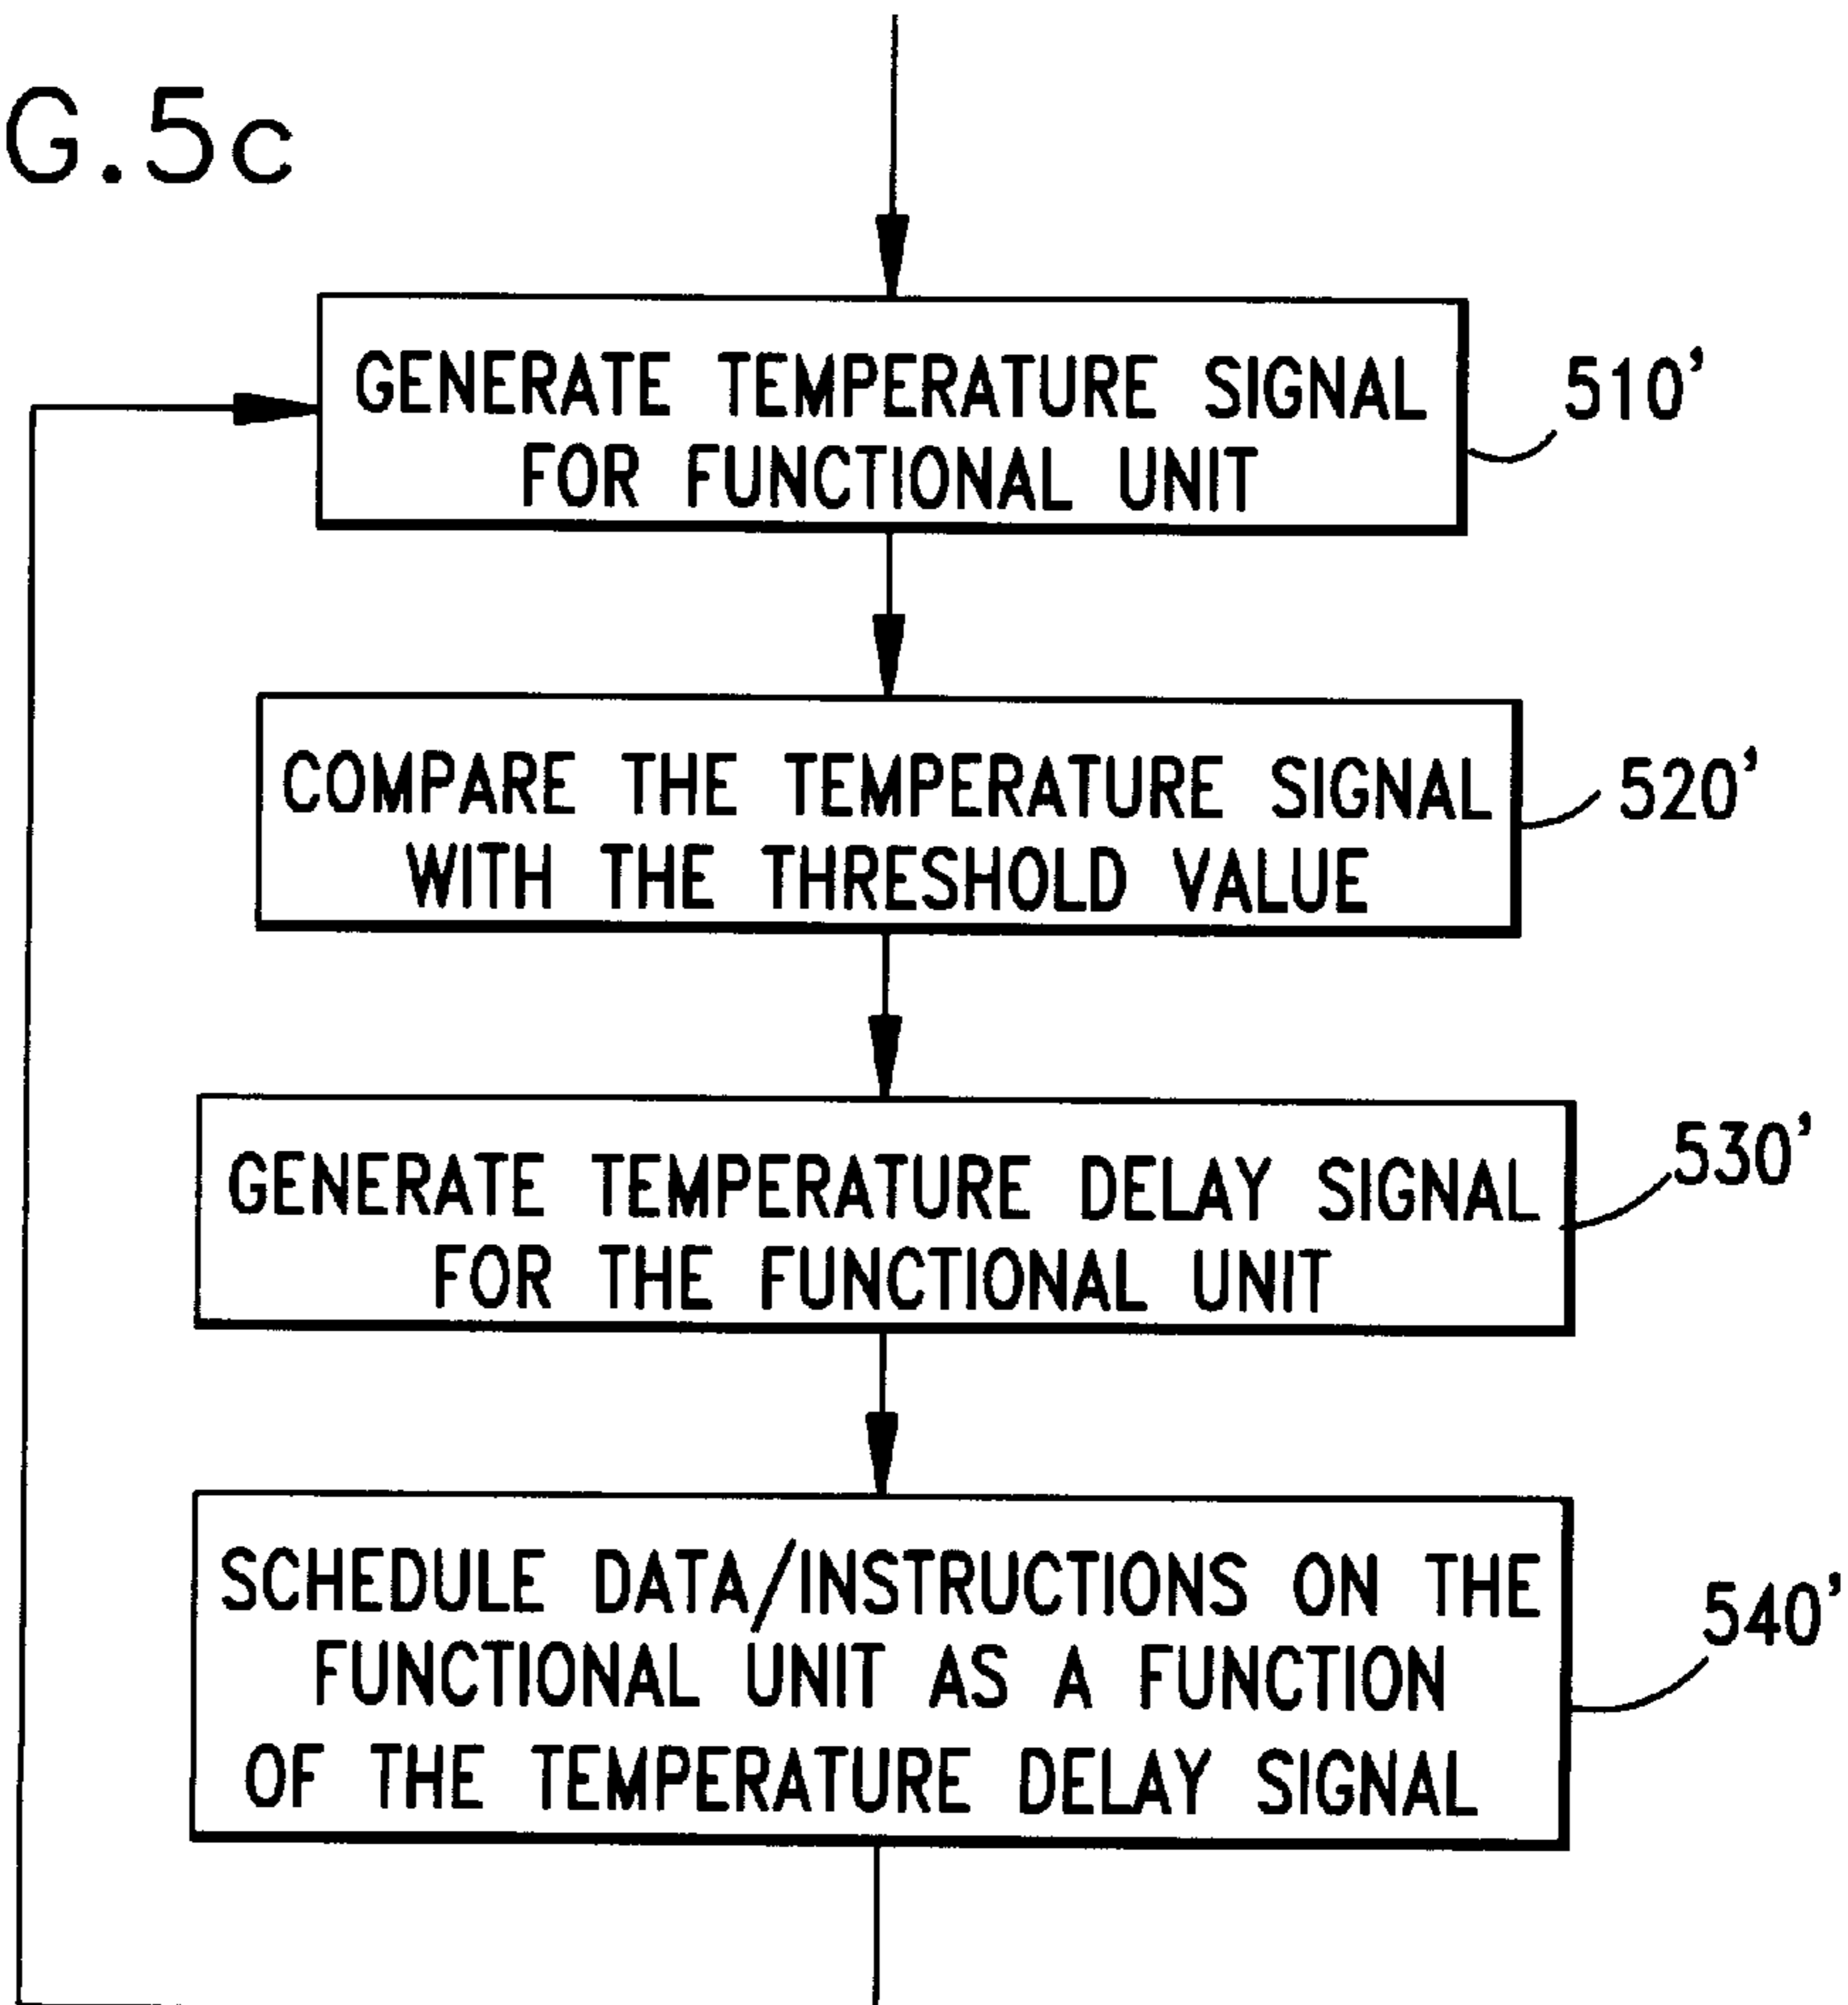 G.5c
GENERATE TEMPERATURE SIGNAL
FOR FUNCTIONAL UNIT
510'
COMPARE THE TEMPERATURE SIGNAL
WITH THE THRESHOLD VALUE
520'
GENERATE TEMPERATURE DELAY SIGNAL
FOR THE FUNCTIONAL UNIT
530'
SCHEDULE DATA/INSTRUCTIONS ON THE
FUNCTIONAL UNIT AS A FUNCTION
OF THE TEMPERATURE DELAY SIGNAL
540'